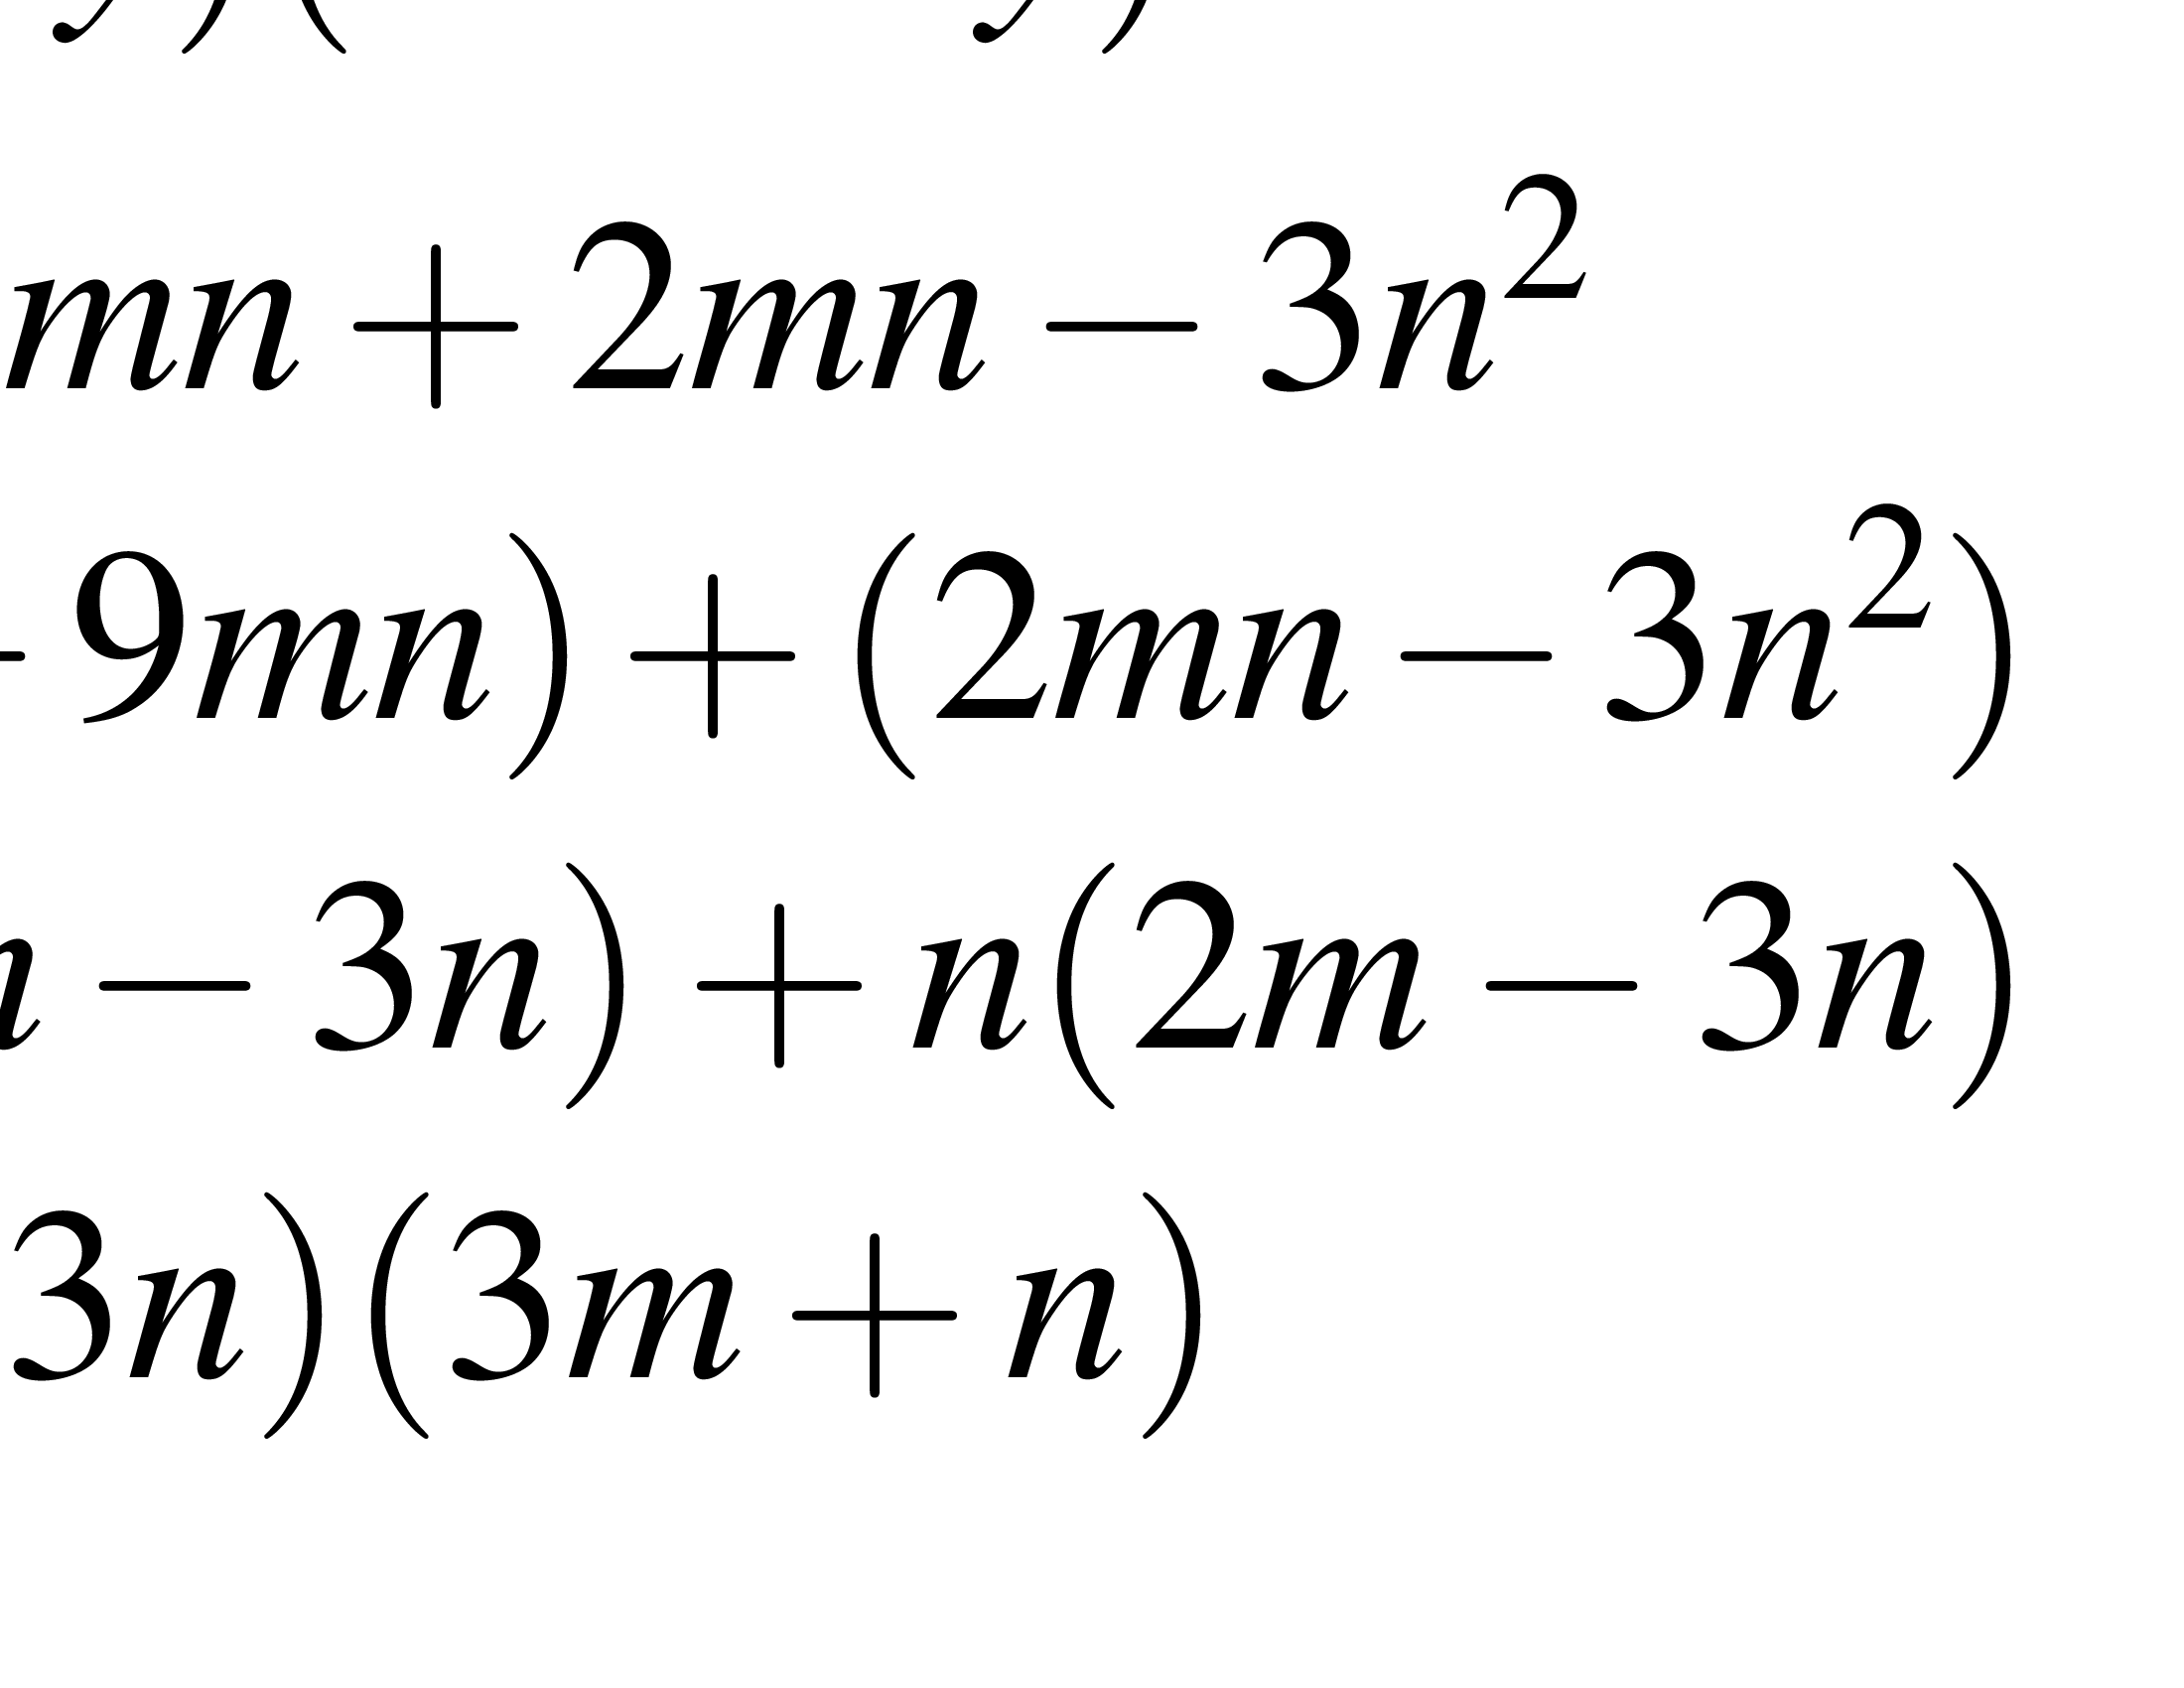 mn + 2mn − 3n²
9mn) + (2mn − 3n²)
− 3n) + n(2m − 3n)
3n)(3m + n)